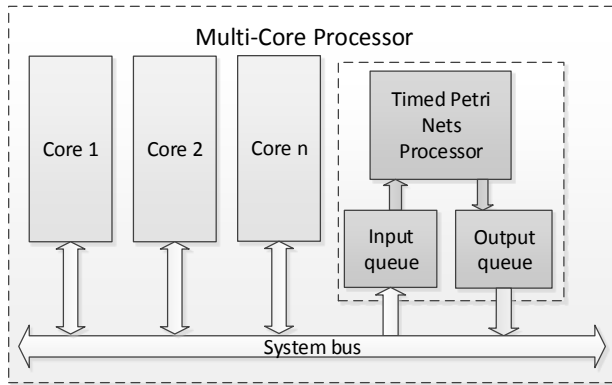 Multi-Core Processor
Core 1
Core 2
Core n
Timed Petri
Nets
Processor
Input
queue
Output
queue
System bus